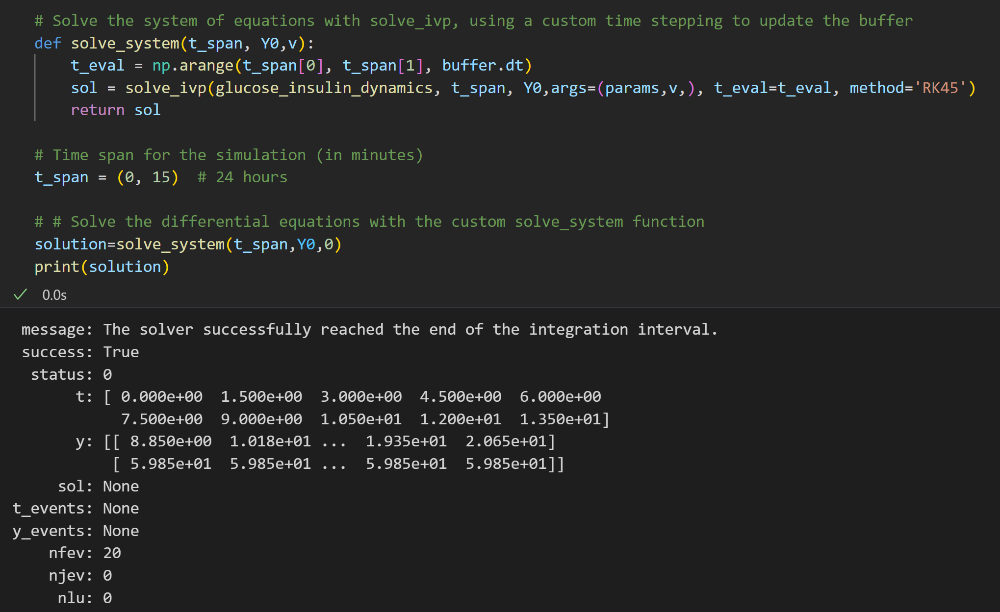 # Solve the system of equations with solve_ivp, using a custom time stepping to update the buffer
def solve_system(t_span, Y0,v):
    t_eval = np.arange(t_span[0], t_span[1], buffer.dt)
    sol = solve_ivp(glucose_insulin_dynamics, t_span, Y0,args=(params,v,), t_eval=t_eval, method='RK45')
    return sol

# Time span for the simulation (in minutes)
t_span = (0, 15)  # 24 hours

# # Solve the differential equations with the custom solve_system function
solution=solve_system(t_span,Y0,0)
print(solution)
0.0s
 message: The solver successfully reached the end of the integration interval.
 success: True
  status: 0
       t: [ 0.000e+00  1.500e+00  3.000e+00  4.500e+00  6.000e+00
            7.500e+00  9.000e+00  1.050e+01  1.200e+01  1.350e+01]
       y: [[ 8.850e+00  1.018e+01 ...  1.935e+01  2.065e+01]
           [ 5.985e+01  5.985e+01 ...  5.985e+01  5.985e+01]]
     sol: None
t_events: None
y_events: None
    nfev: 20
    njev: 0
     nlu: 0